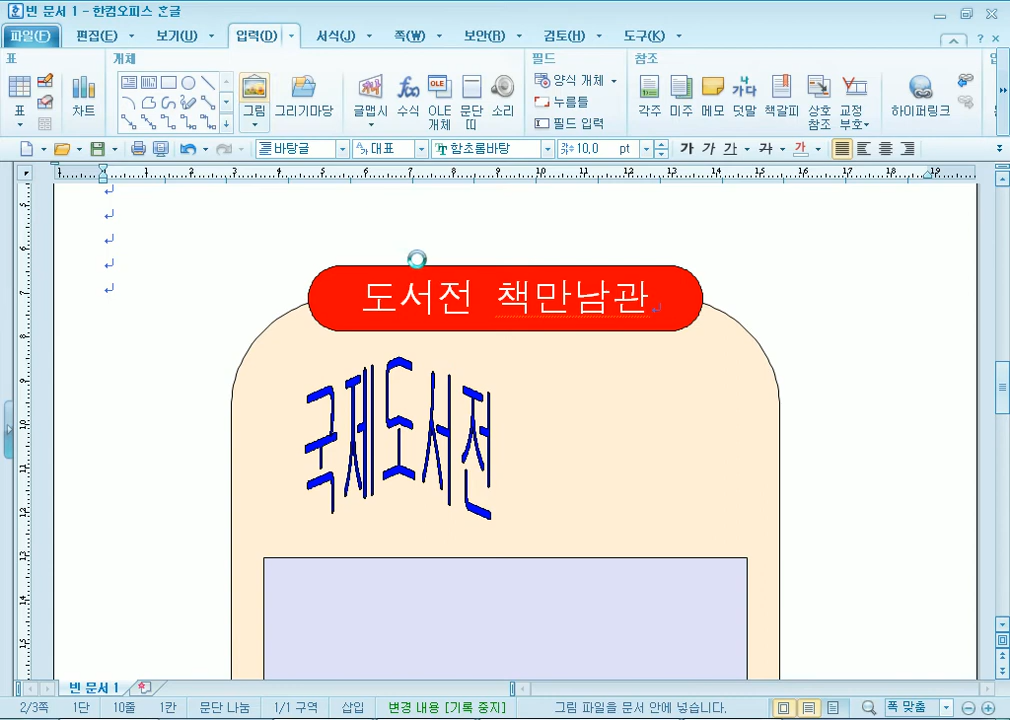 빈 문서 1 - 한컴오피스 한글
파일(F) 편집(E) 보기(U) 입력(D) 서식(J) 쪽(W) 보안(R) 검토(H) 도구(K)
표 개체 필드 참조
표 차트 그림 그리기마당 글맵시 수식 OLE 개체 문단 띠 소리
양식 개체
누름틀
필드 입력
각주 미주 메모 덧말 책갈피 상호 참조 교정 부호 하이퍼링크
바탕글 대표 함초롬바탕 10.0 pt 가 가 가 가 가
도서전 책만남관
국제도서전
빈 문서 1
2/3쪽 1단 10줄 1칸 문단 나눔 1/1 구역 삽입 변경 내용 [기록 중지] 그림 파일을 문서 안에 넣습니다. 폭 맞춤